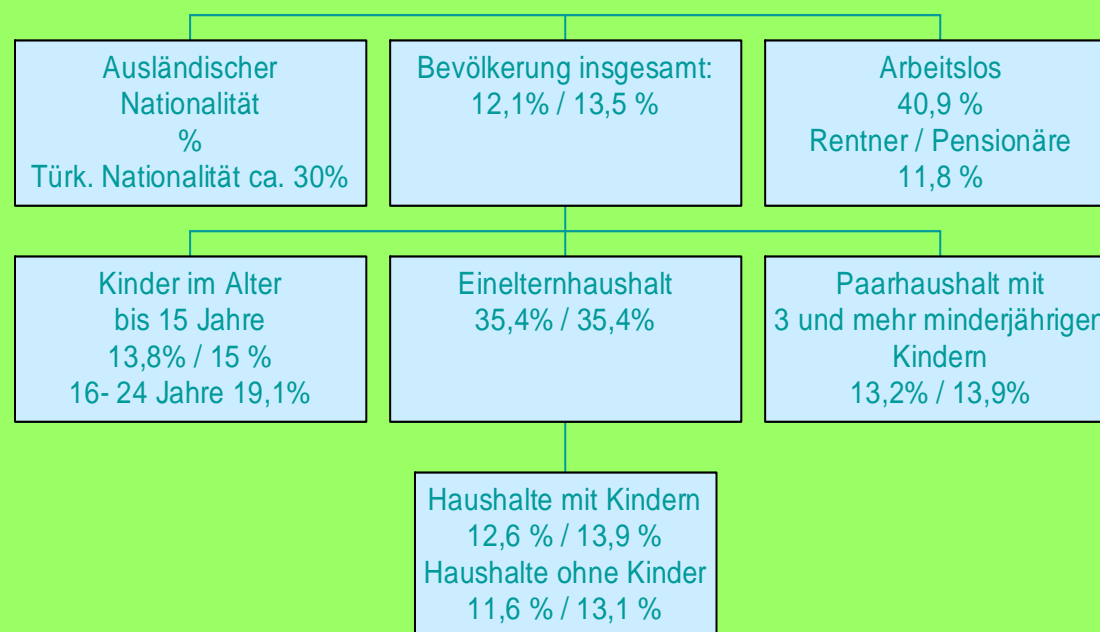 Ausländischer
Nationalität
%
Türk. Nationalität ca. 30%
Bevölkerung insgesamt:
12,1% / 13,5 %
Arbeitslos
40,9 %
Rentner / Pensionäre
11,8 %
Kinder im Alter
bis 15 Jahre
13,8% / 15 %
16- 24 Jahre 19,1%
Einelternhaushalt
35,4% / 35,4%
Paarhaushalt mit
3 und mehr minderjährigen
Kindern
13,2% / 13,9%
Haushalte mit Kindern
12,6 % / 13,9 %
Haushalte ohne Kinder
11,6 % / 13,1 %